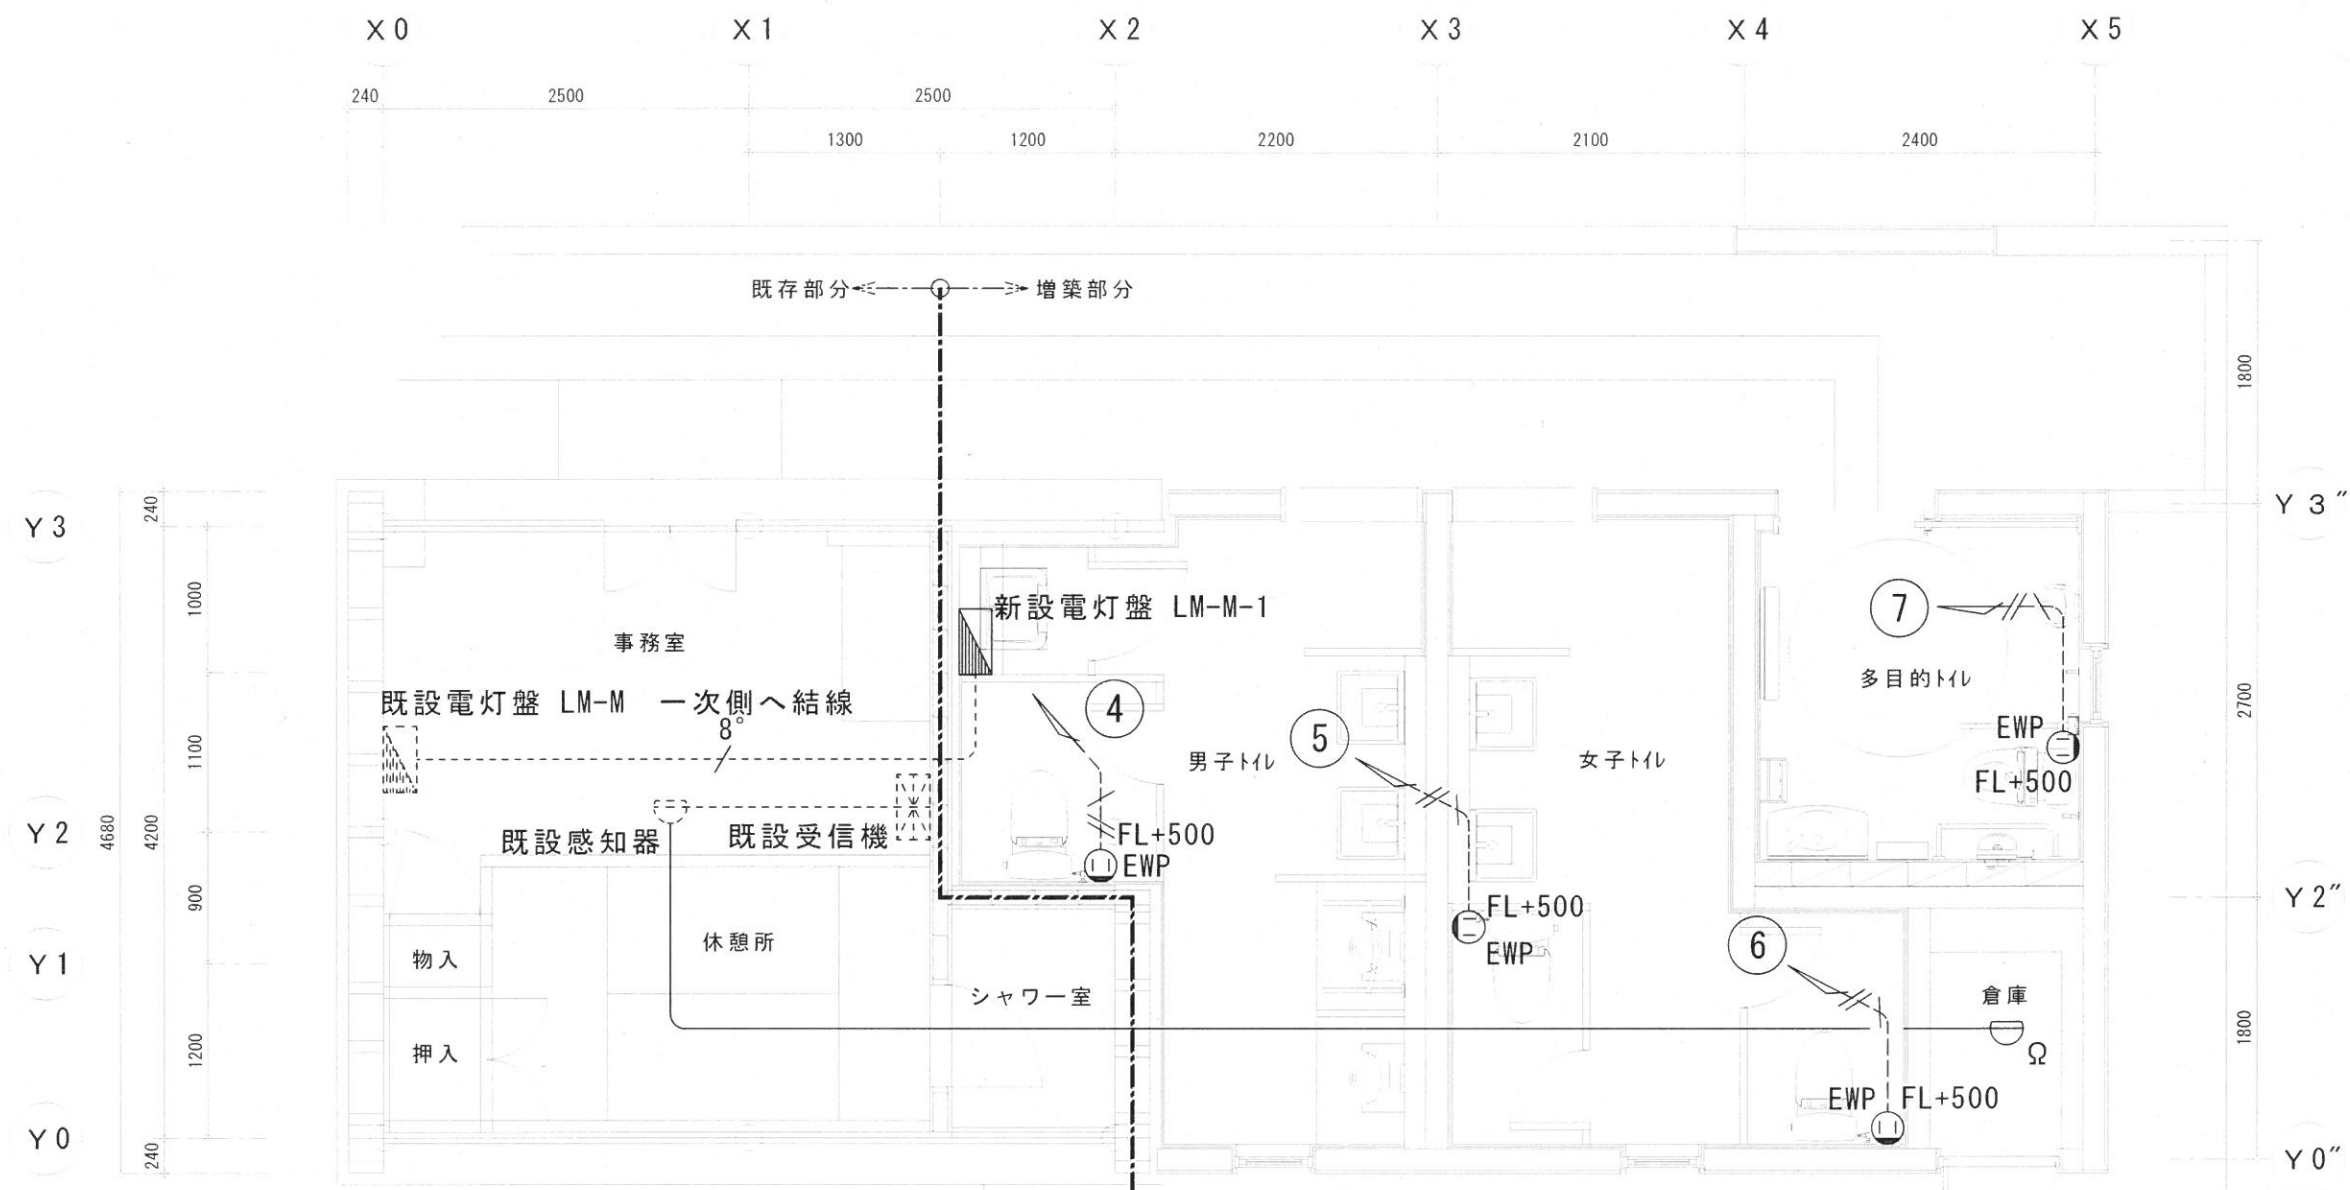 X0 X1 X2 X3 X4 X5
240 2500 2500
1300 1200 2200 2100 2400
既存部分 増築部分
1800
Y3 240 Y3″
1000
新設電灯盤 LM-M-1
⑦
事務室
多目的トイレ
既設電灯盤 LM-M 一次側へ結線
④
2700
8°
⑤
EWP
1100
男子トイレ 女子トイレ
FL+500
Y2 4680 4200
既設感知器 既設受信機 FL+500
EWP
900
FL+500
Y2″
休憩所
⑥
EWP
Y1
物入
シャワー室
倉庫
1200
押入
1800
Ω
EWP FL+500
Y0 240 Y0″